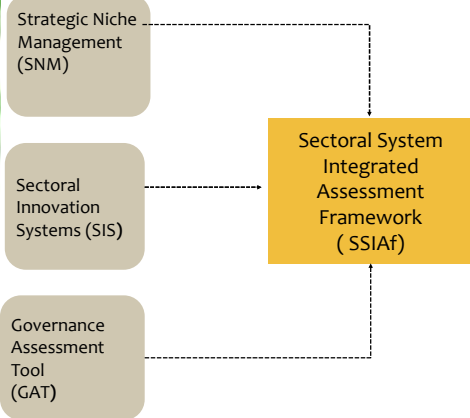 Strategic Niche
Management
(SNM)
Sectoral
Innovation
Systems (SIS)
Governance
Assessment
Tool
(GAT)
Sectoral System
Integrated
Assessment
Framework
( SSIAf)